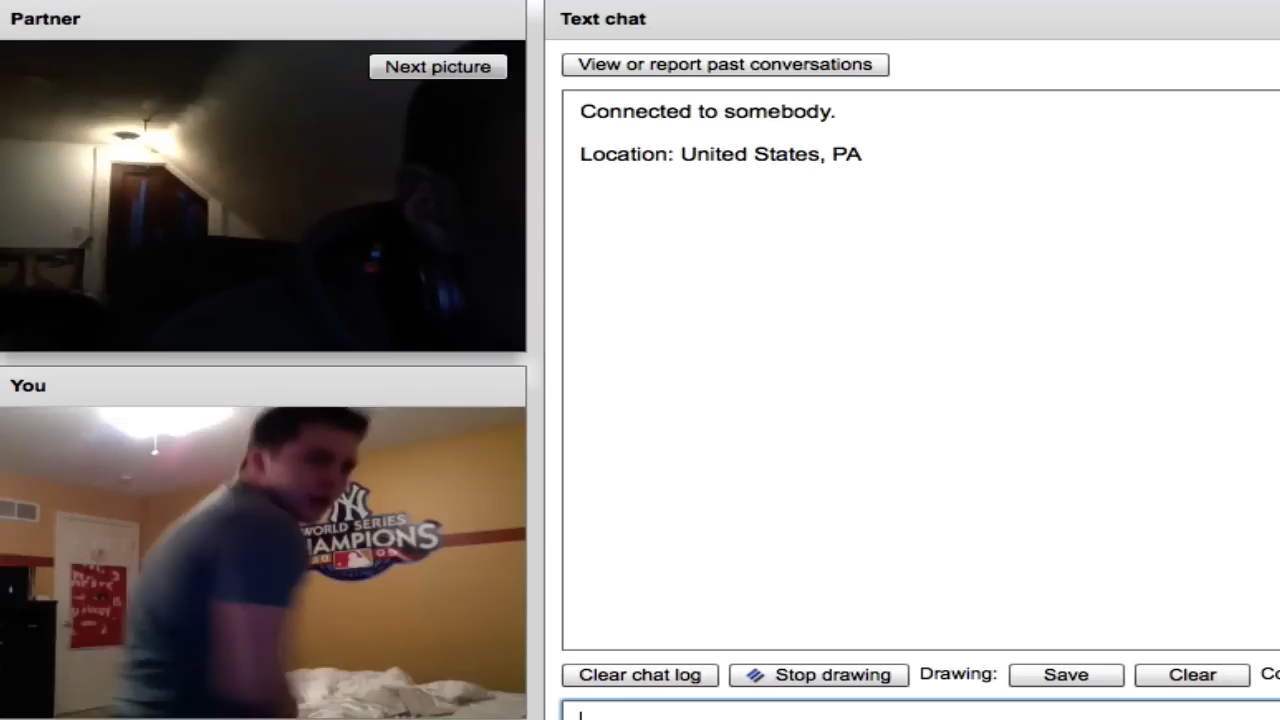 Partner
Next picture
Text chat
View or report past conversations
Connected to somebody.
Location: United States, PA
You
NY
WORLD SERIES
CHAMPIONS
Clear chat log
Stop drawing
Drawing:
Save
Clear